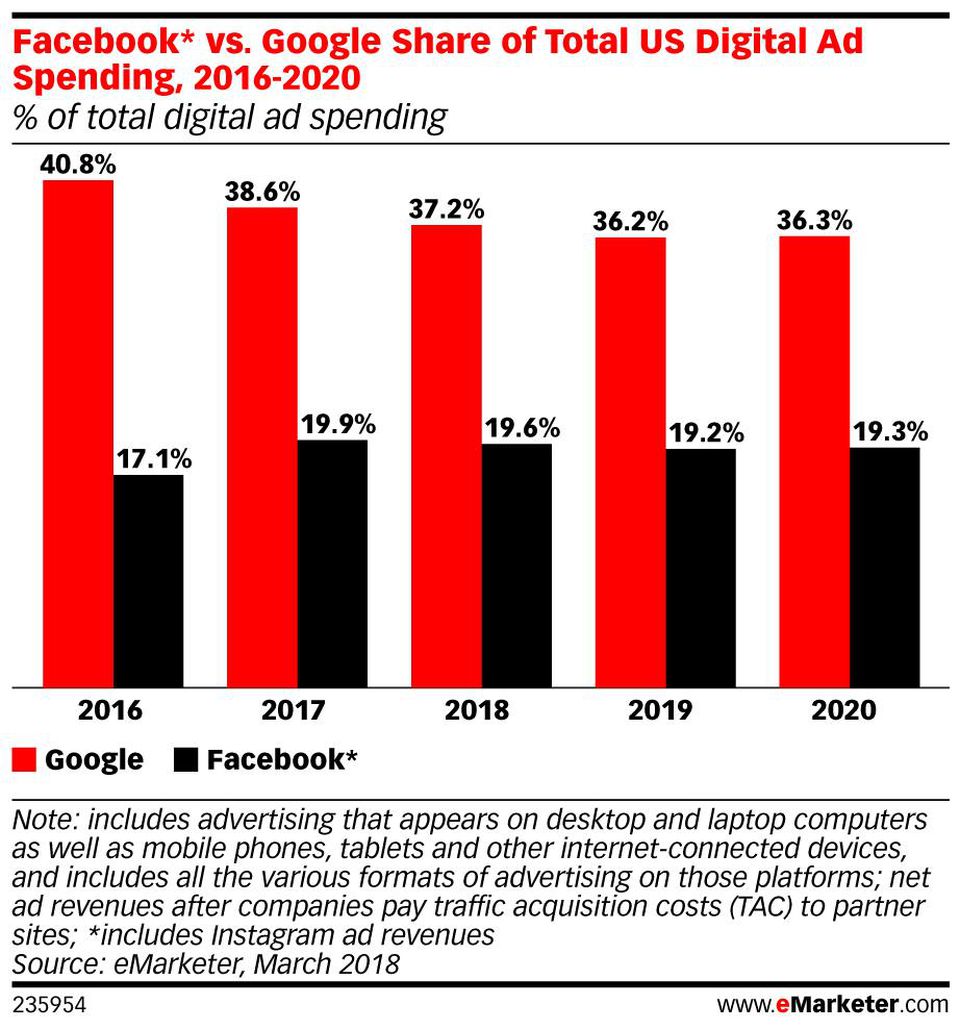 Facebook* vs. Google Share of Total US Digital Ad
Spending, 2016-2020
% of total digital ad spending
40.8%
38.6%
37.2%
36.2%
36.3%
17.1%
19.9%
19.6%
19.2%
19.3%
2016
2017
2018
2019
2020
Google
Facebook*
Note: includes advertising that appears on desktop and laptop computers
as well as mobile phones, tablets and other internet-connected devices,
and includes all the various formats of advertising on those platforms; net
ad revenues after companies pay traffic acquisition costs (TAC) to partner
sites; *includes Instagram ad revenues
Source: eMarketer, March 2018
235954
www.eMarketer.com